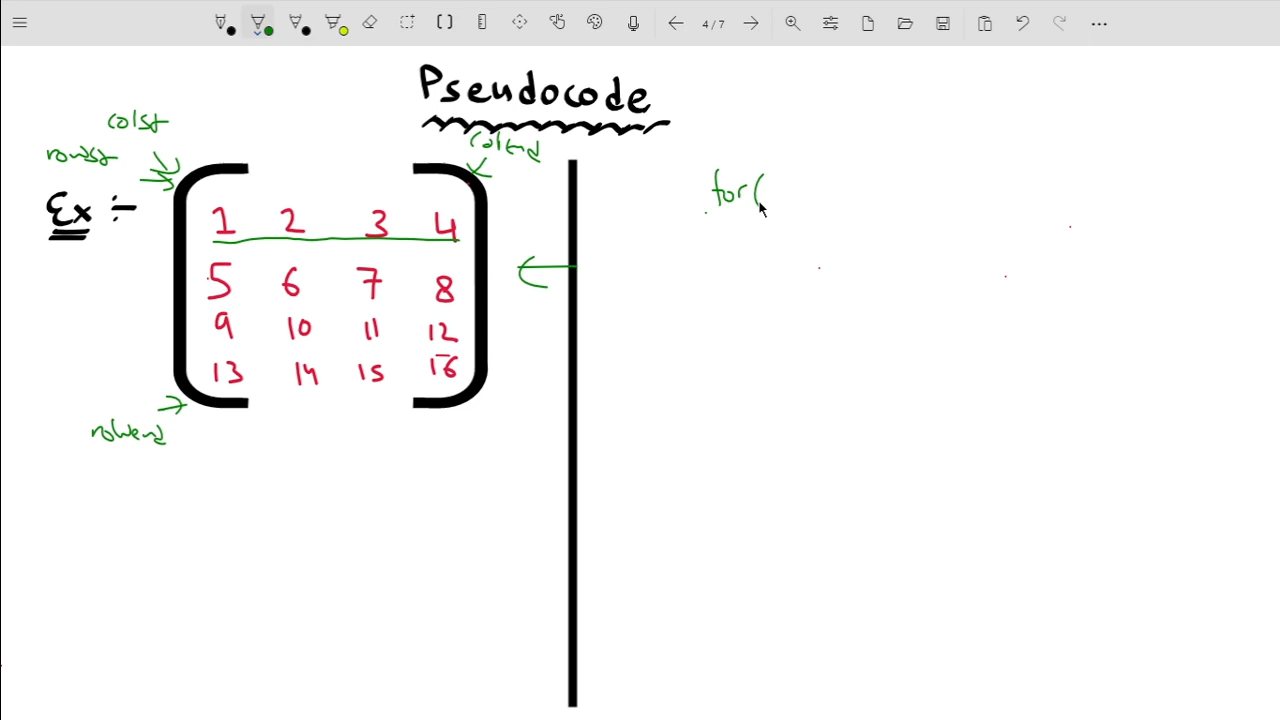 4/7
Pseudocode
colst
rowst
colend
Ex :-
for(
1 2 3 4
5 6 7 8
9 10 11 12
13 14 15 16
rowend